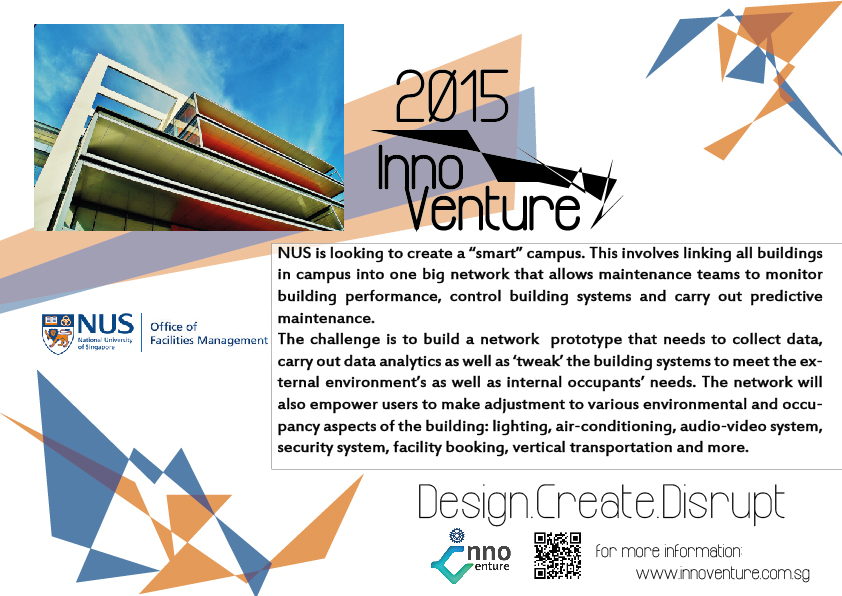 2015
Inno
Venture
NUS is looking to create a “smart” campus. This involves linking all buildings
in campus into one big network that allows maintenance teams to monitor
building performance, control building systems and carry out predictive
maintenance.
The challenge is to build a network prototype that needs to collect data,
carry out data analytics as well as ‘tweak’ the building systems to meet the ex-
ternal environment’s as well as internal occupants’ needs. The network will
also empower users to make adjustment to various environmental and occu-
pancy aspects of the building: lighting, air-conditioning, audio-video system,
security system, facility booking, vertical transportation and more.
NUS
National University
of Singapore
Office of
Facilities Management
Design.Create.Disrupt
Inno
Venture
for more information:
www.innoventure.com.sg